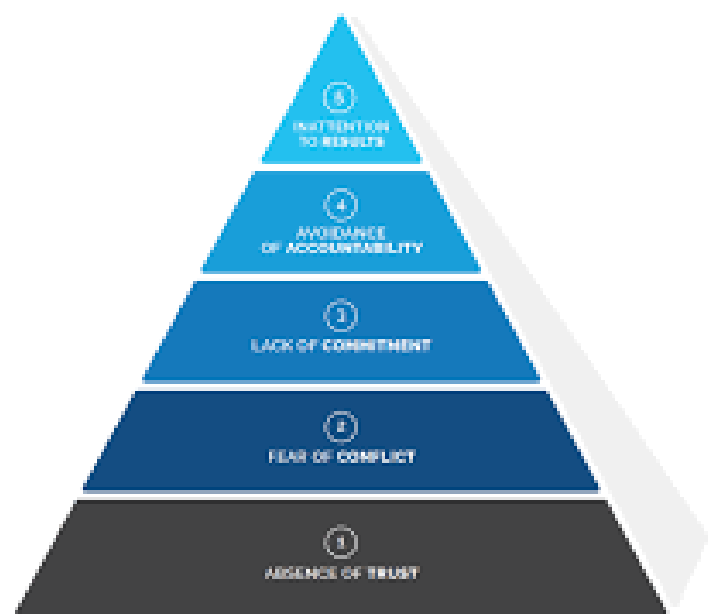 5
INATTENTION
TO RESULTS
4
AVOIDANCE
OF ACCOUNTABILITY
3
LACK OF COMMITMENT
2
FEAR OF CONFLICT
1
ABSENCE OF TRUST